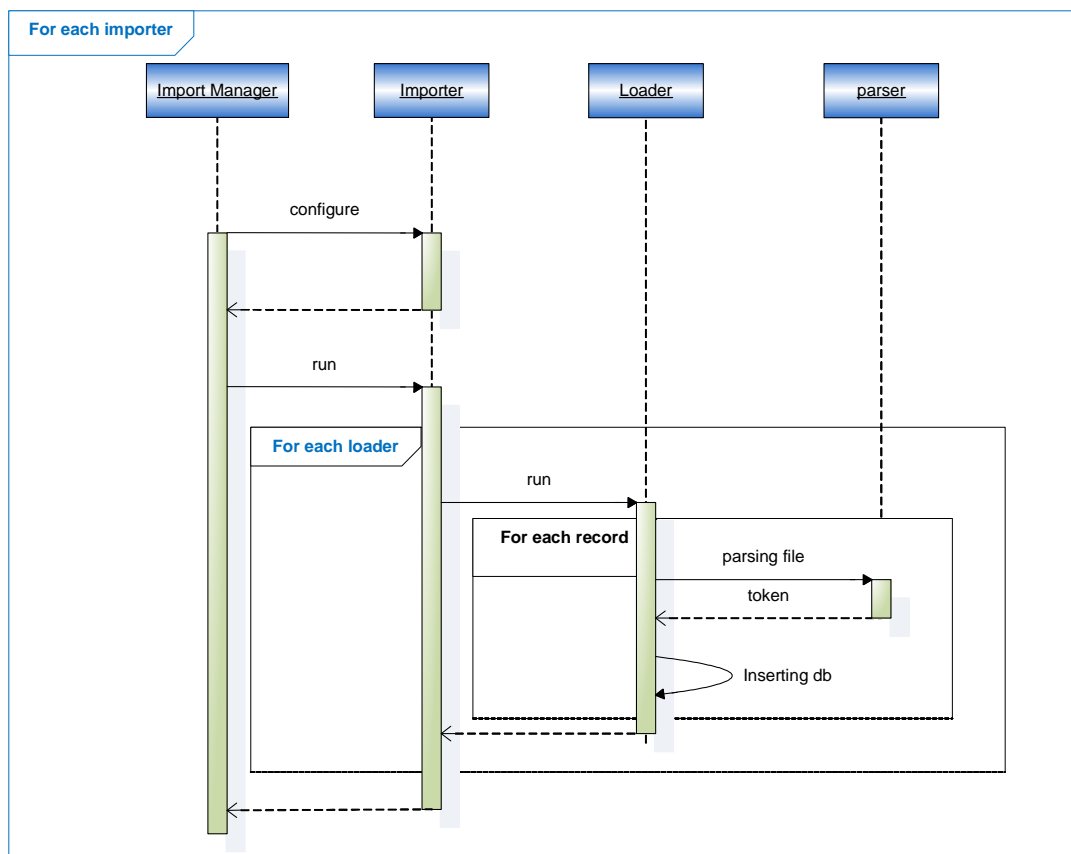 For each importer
Import Manager
Importer
Loader
parser
configure
run
For each loader
run
For each record
parsing file
token
Inserting db